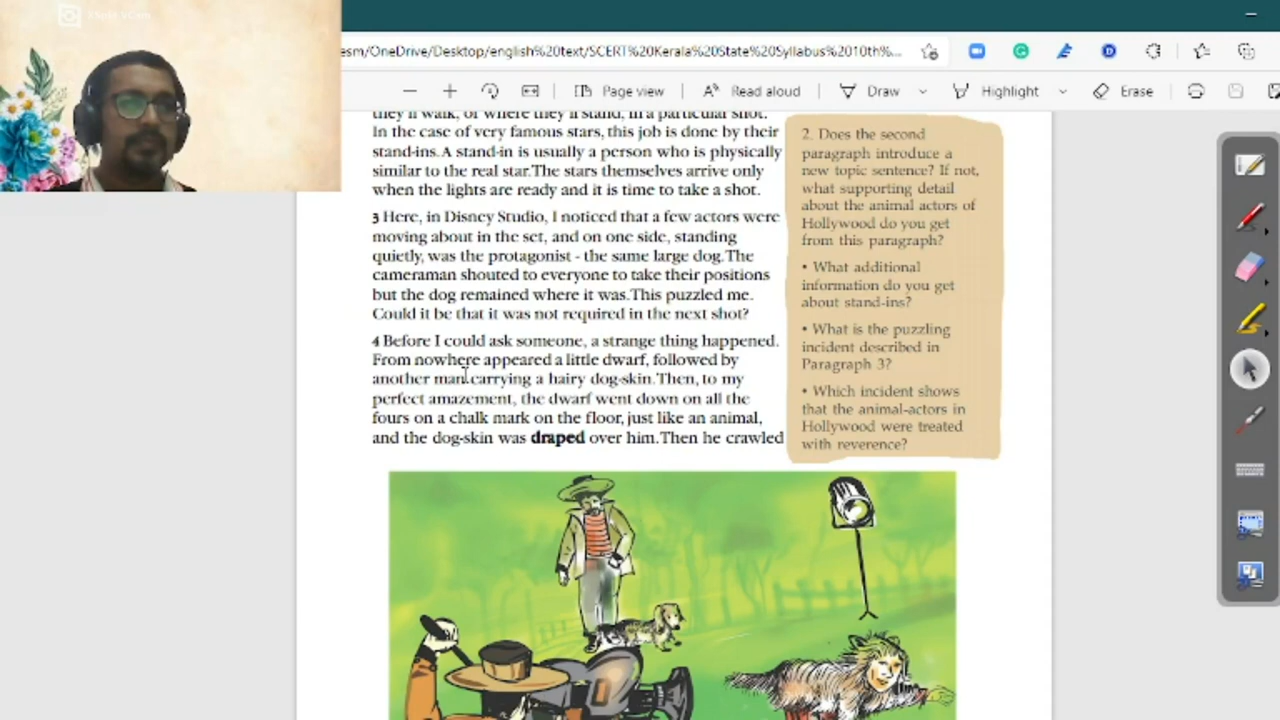 esm/OneDrive/Desktop/english%20text/SCERT%20Kerala%20State%20Syllabus%2010th%...
Page view
Read aloud
Draw
Highlight
Erase
they'll walk, or where they'll stand, in a particular shot.
In the case of very famous stars, this job is done by their
stand-ins. A stand-in is usually a person who is physically
similar to the real star.The stars themselves arrive only
when the lights are ready and it is time to take a shot.
3 Here, in Disney Studio, I noticed that a few actors were
moving about in the set, and on one side, standing
quietly, was the protagonist - the same large dog.The
cameraman shouted to everyone to take their positions
but the dog remained where it was.This puzzled me.
Could it be that it was not required in the next shot?
4 Before I could ask someone, a strange thing happened.
From nowhere appeared a little dwarf, followed by
another man carrying a hairy dog-skin.Then, to my
perfect amazement, the dwarf went down on all the
fours on a chalk mark on the floor, just like an animal,
and the dog-skin was draped over him.Then he crawled
2. Does the second
paragraph introduce a
new topic sentence? If not,
what supporting detail
about the animal actors of
Hollywood do you get
from this paragraph?
• What additional
information do you get
about stand-ins?
• What is the puzzling
incident described in
Paragraph 3?
• Which incident shows
that the animal-actors in
Hollywood were treated
with reverence?